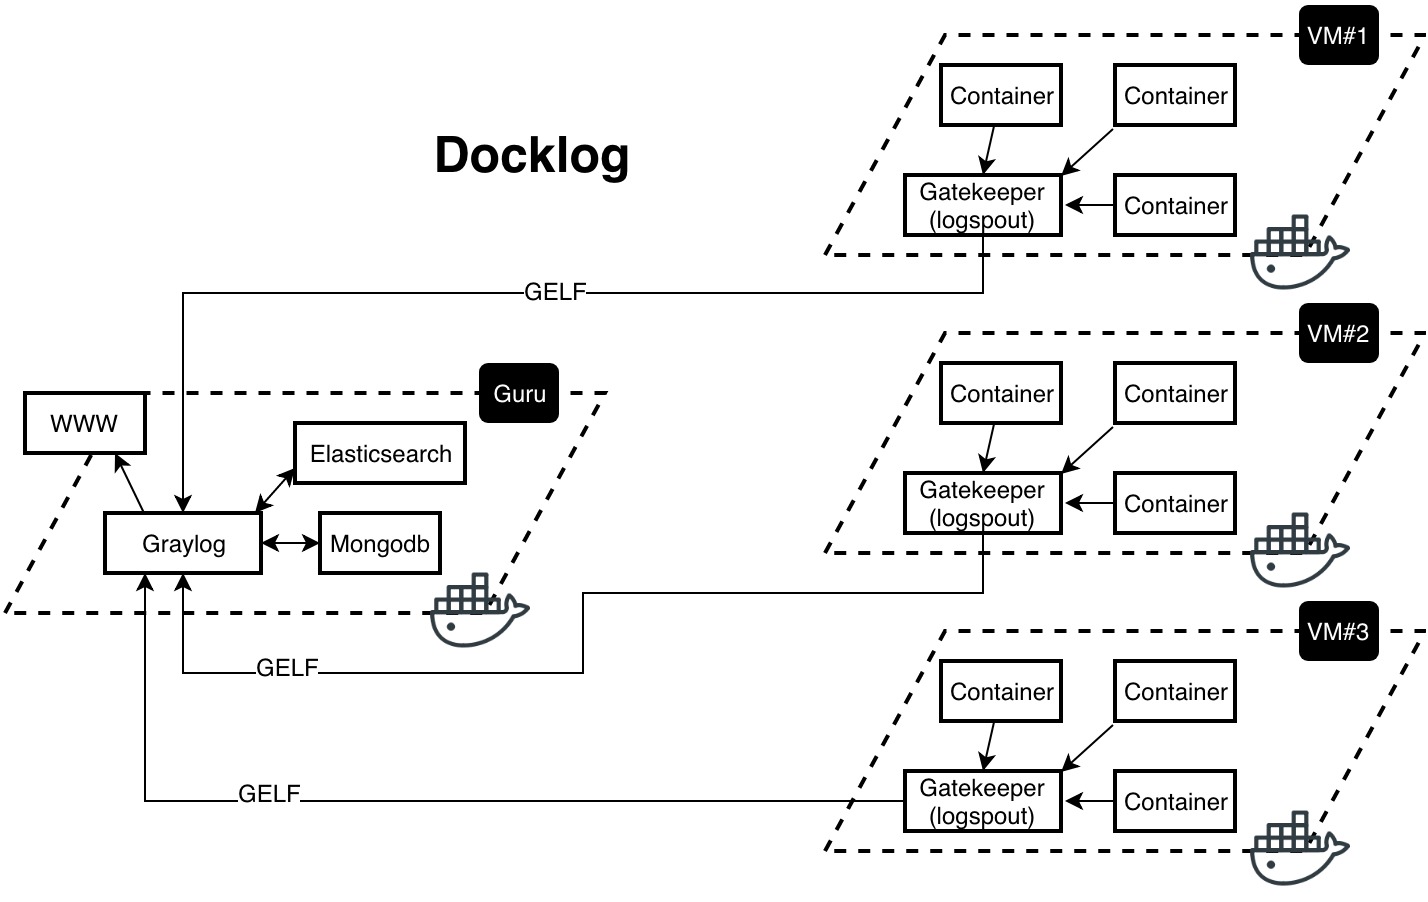 VM#1
Container
Container
Docklog
Gatekeeper
(logspout)
Container
GELF
VM#2
Container
Container
Guru
WWW
Elasticsearch
Gatekeeper
(logspout)
Container
Graylog
Mongodb
VM#3
GELF
Container
Container
Gatekeeper
(logspout)
Container
GELF